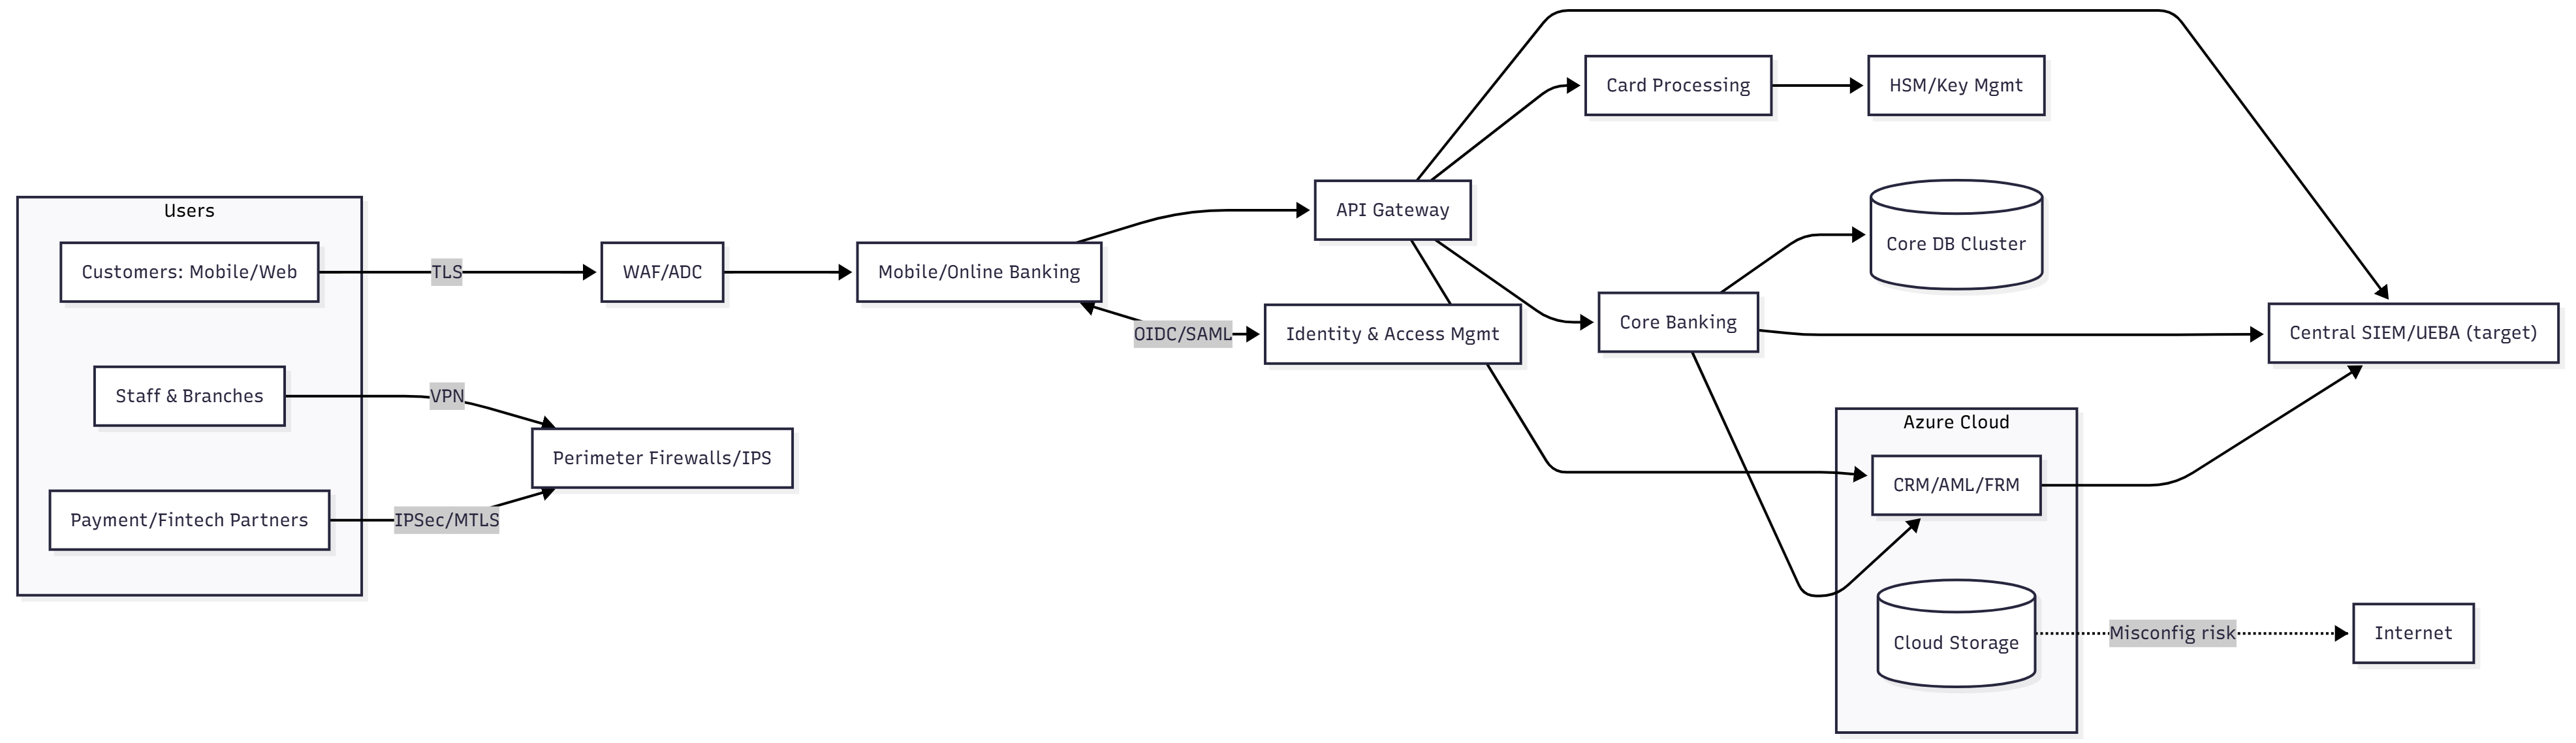 Users
Customers: Mobile/Web
TLS
WAF/ADC
Mobile/Online Banking
OIDC/SAML
Staff & Branches
VPN
Perimeter Firewalls/IPS
Payment/Fintech Partners
IPSec/MTLS
API Gateway
Identity & Access Mgmt
Card Processing
HSM/Key Mgmt
Core Banking
Core DB Cluster
Azure Cloud
CRM/AML/FRM
Cloud Storage
Central SIEM/UEBA (target)
Misconfig risk
Internet